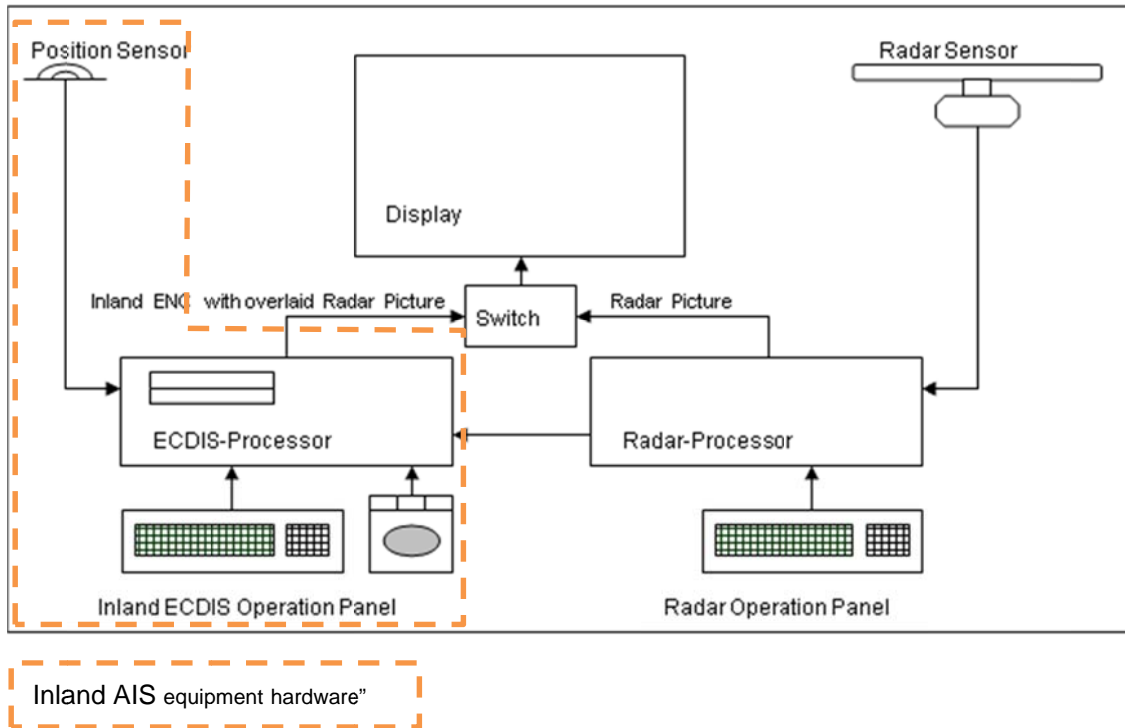 Position Sensor
Radar Sensor
Display
Inland ENC with overlaid Radar Picture
Radar Picture
Switch
ECDIS-Processor
Radar-Processor
Inland ECDIS Operation Panel
Radar Operation Panel
Inland AIS equipment hardware”